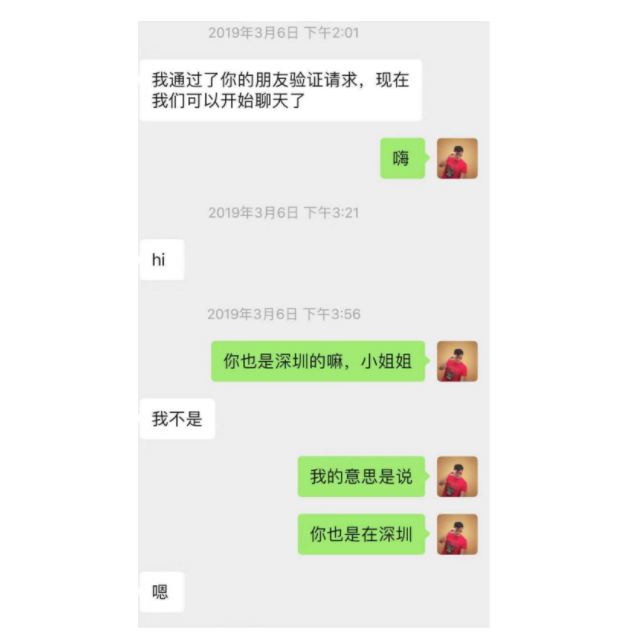 2019年3月6日 下午2:01
我通过了你的朋友验证请求，现在
我们可以开始聊天了
嗨
2019年3月6日 下午3:21
hi
2019年3月6日 下午3:56
你也是深圳的嘛，小姐姐
我不是
我的意思是说
你也是在深圳
嗯